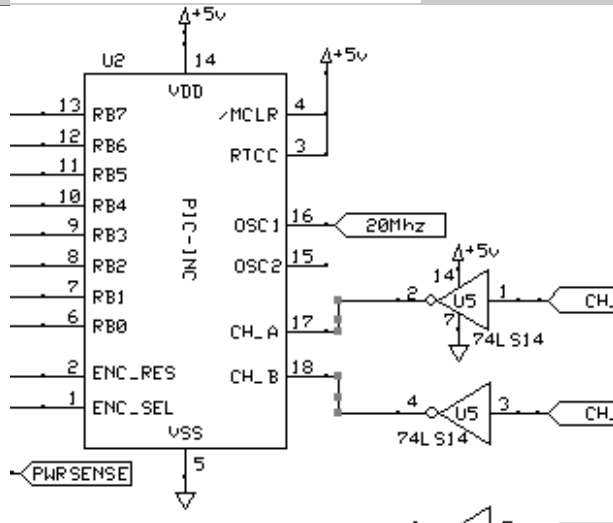 +5v
U2
14
+5v
VDD
13 RB7
/MCLR 4
12 RB6
RTCC 3
11 RB5
10 RB4
PIC-INC
9 RB3
OSC1 16
20Mhz
8 RB2
OSC2 15
+5v
14
7 RB1
2 U5 1
CH_
6 RB0
CH_A 17
7
74LS14
2 ENC_RES
CH_B 18
1 ENC_SEL
4 U5 3
CH_
VSS
74LS14
5
PWRSENSE